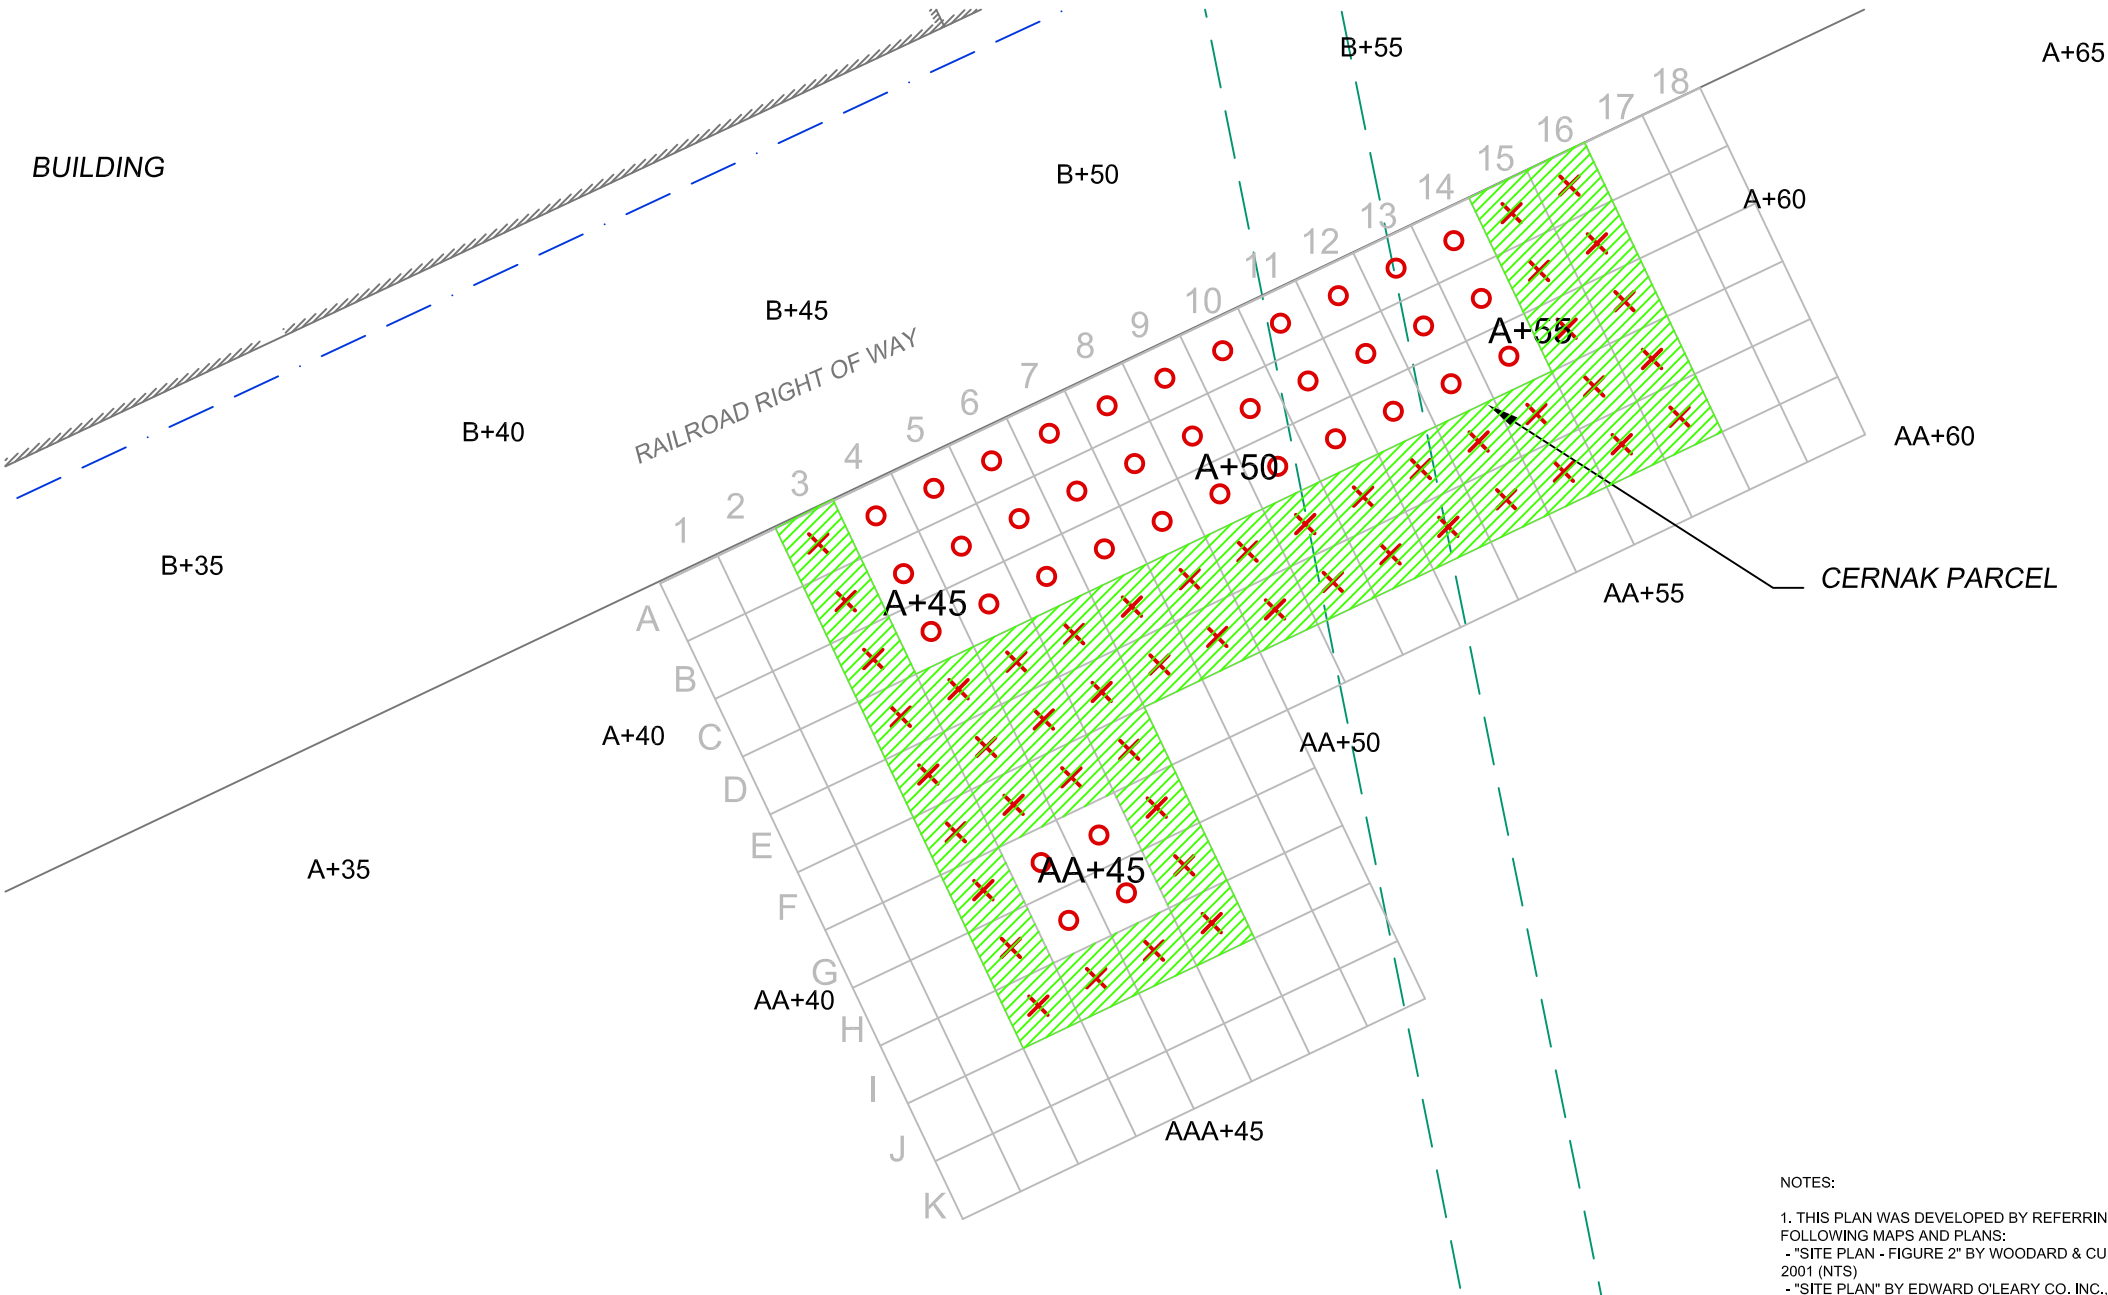 B+55
A+65
18
17
16
15
14
13
12
11
10
9
8
7
6
5
4
3
2
1
BUILDING
B+50
A+60
B+45
A+55
RAILROAD RIGHT OF WAY
B+40
AA+60
A+50
B+35
A+45
CERNAK PARCEL
AA+55
A
B
C
D
E
F
G
H
I
J
K
A+40
AA+50
A+35
AA+45
AA+40
AAA+45
NOTES:
1. THIS PLAN WAS DEVELOPED BY REFERRIN
FOLLOWING MAPS AND PLANS:
- "SITE PLAN - FIGURE 2" BY WOODARD & CU
2001 (NTS)
- "SITE PLAN" BY EDWARD O'LEARY CO. INC.,